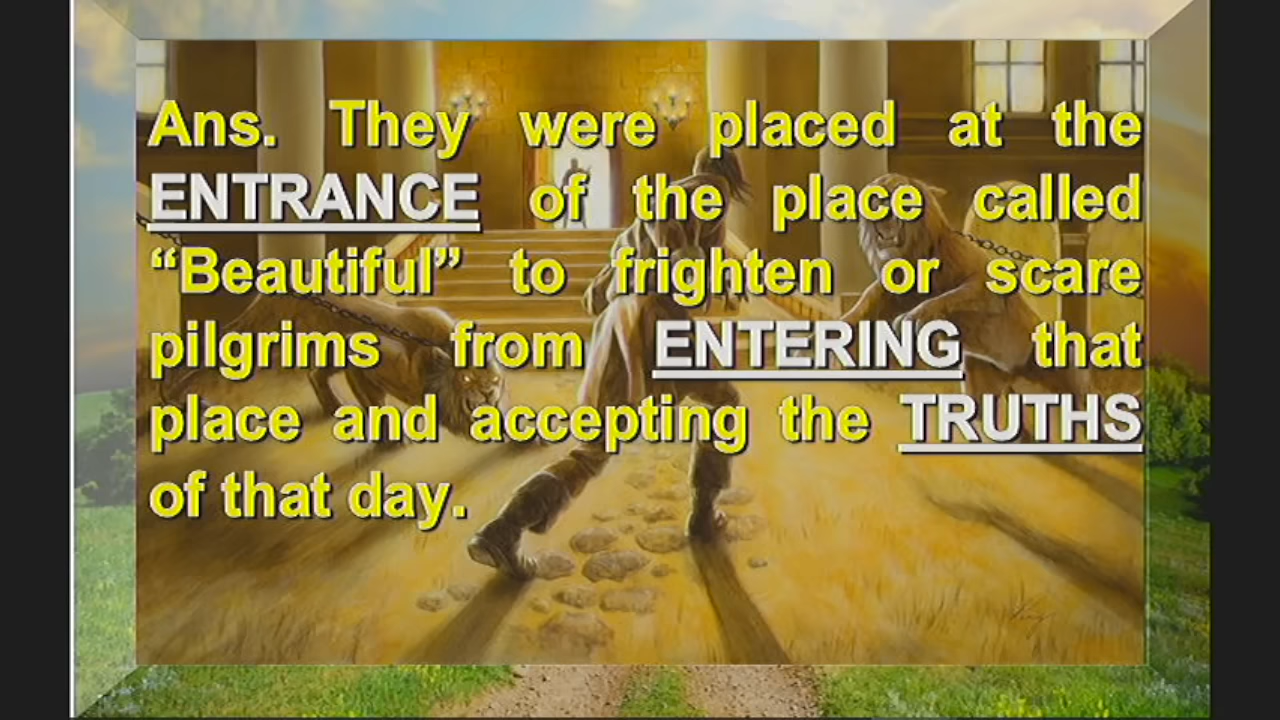 Ans. They were placed at the
ENTRANCE of the place called
“Beautiful” to frighten or scare
pilgrims from ENTERING that
place and accepting the TRUTHS
of that day.